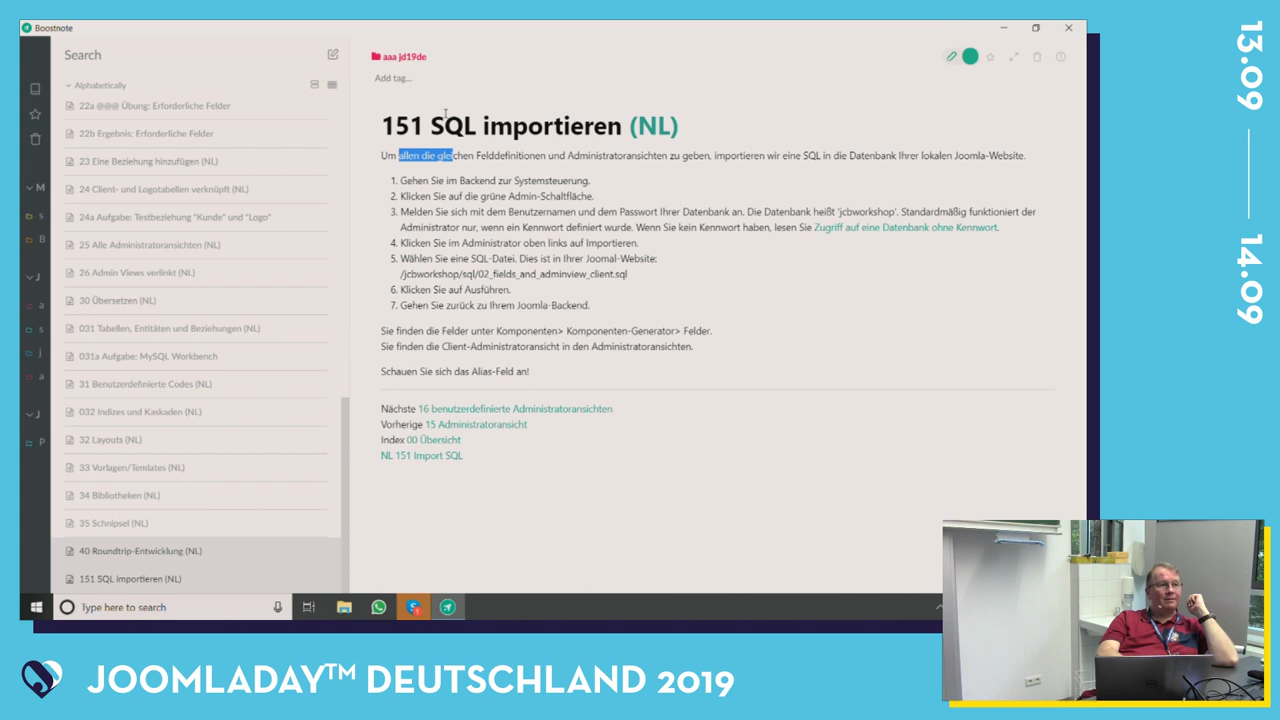 Boostnote
Search
Alphabetically
22a @@@ Übung: Erforderliche Felder
22b Ergebnis: Erforderliche Felder
23 Eine Beziehung hinzufügen (NL)
24 Client- und Logotabellen verknüpft (NL)
24a Aufgabe: Testbeziehung "Kunde" und "Logo"
25 Alle Administratoransichten (NL)
26 Admin Views verlinkt (NL)
30 Übersetzen (NL)
031 Tabellen, Entitäten und Beziehungen (NL)
031a Aufgabe: MySQL Workbench
31 Benutzerdefinierte Codes (NL)
032 Indizes und Kaskaden (NL)
32 Layouts (NL)
33 Vorlagen/Temlates (NL)
34 Bibliotheken (NL)
35 Schnipsel (NL)
40 Roundtrip-Entwicklung (NL)
151 SQL importieren (NL)
M
s
B
J
a
s
j
a
J
P
aaa jd19de
Add tag...
151 SQL importieren (NL)
Um allen die gleichen Felddefinitionen und Administratoransichten zu geben, importieren wir eine SQL in die Datenbank Ihrer lokalen Joomla-Website.
1. Gehen Sie im Backend zur Systemsteuerung.
2. Klicken Sie auf die grüne Admin-Schaltfläche.
3. Melden Sie sich mit dem Benutzernamen und dem Passwort Ihrer Datenbank an. Die Datenbank heißt 'jcbworkshop'. Standardmäßig funktioniert der
Administrator nur, wenn ein Kennwort definiert wurde. Wenn Sie kein Kennwort haben, lesen Sie Zugriff auf eine Datenbank ohne Kennwort.
4. Klicken Sie im Administrator oben links auf Importieren.
5. Wählen Sie eine SQL-Datei. Dies ist in Ihrer Joomal-Website:
/jcbworkshop/sql/02_fields_and_adminview_client.sql
6. Klicken Sie auf Ausführen.
7. Gehen Sie zurück zu Ihrem Joomla-Backend.
Sie finden die Felder unter Komponenten> Komponenten-Generator> Felder.
Sie finden die Client-Administratoransicht in den Administratoransichten.
Schauen Sie sich das Alias-Feld an!
Nächste 16 benutzerdefinierte Administratoransichten
Vorherige 15 Administratoransicht
Index 00 Übersicht
NL 151 Import SQL
Type here to search
13.09
14.09
JOOMLADAY™ DEUTSCHLAND 2019